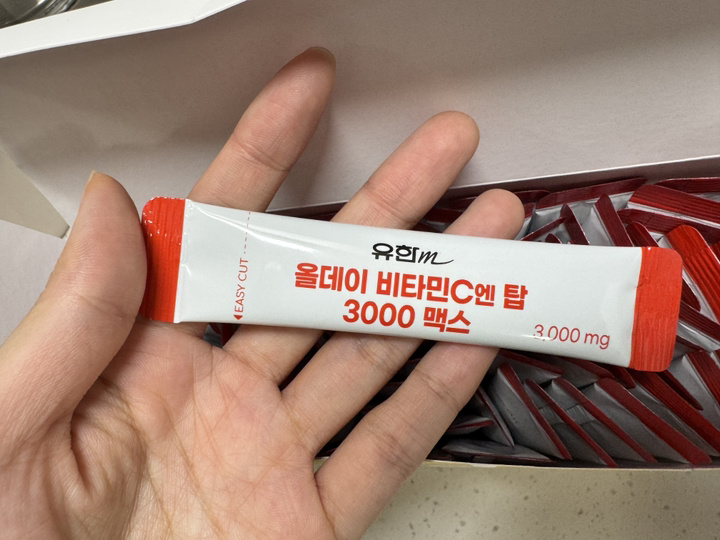 유한m
올데이 비타민C엔 탑
3000 맥스
3,000 mg
EASY CUT